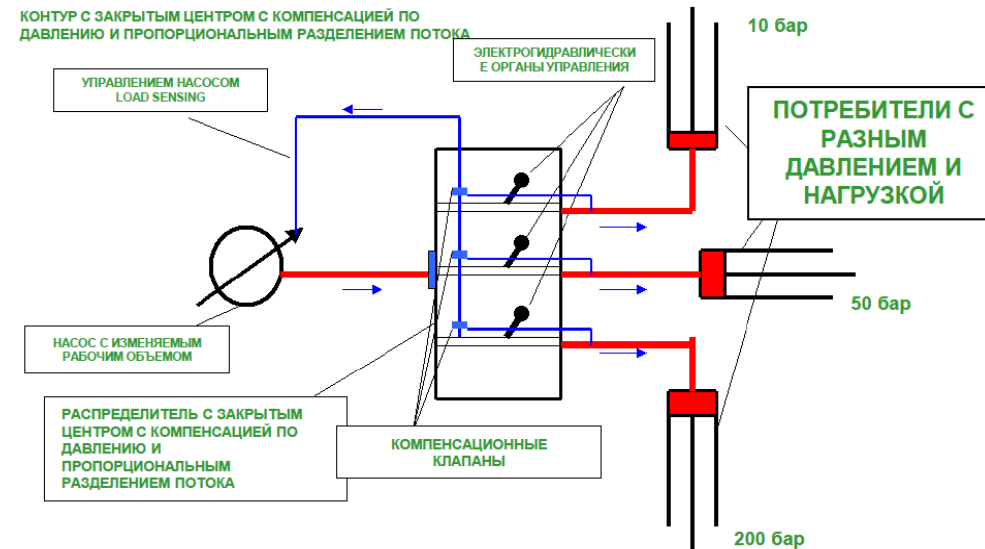 КОНТУР С ЗАКРЫТЫМ ЦЕНТРОМ С КОМПЕНСАЦИЕЙ ПО
ДАВЛЕНИЮ И ПРОПОРЦИОНАЛЬНЫМ РАЗДЕЛЕНИЕМ ПОТОКА
10 бар
ЭЛЕКТРОГИДРАВЛИЧЕСКИ
Е ОРГАНЫ УПРАВЛЕНИЯ
УПРАВЛЕНИЕМ НАСОСОМ
LOAD SENSING
ПОТРЕБИТЕЛИ С
РАЗНЫМ
ДАВЛЕНИЕМ И
НАГРУЗКОЙ
50 бар
НАСОС С ИЗМЕНЯЕМЫМ
РАБОЧИМ ОБЪЕМОМ
РАСПРЕДЕЛИТЕЛЬ С ЗАКРЫТЫМ
ЦЕНТРОМ С КОМПЕНСАЦИЕЙ ПО
ДАВЛЕНИЮ И
ПРОПОРЦИОНАЛЬНЫМ
РАЗДЕЛЕНИЕМ ПОТОКА
КОМПЕНСАЦИОННЫЕ
КЛАПАНЫ
200 бар